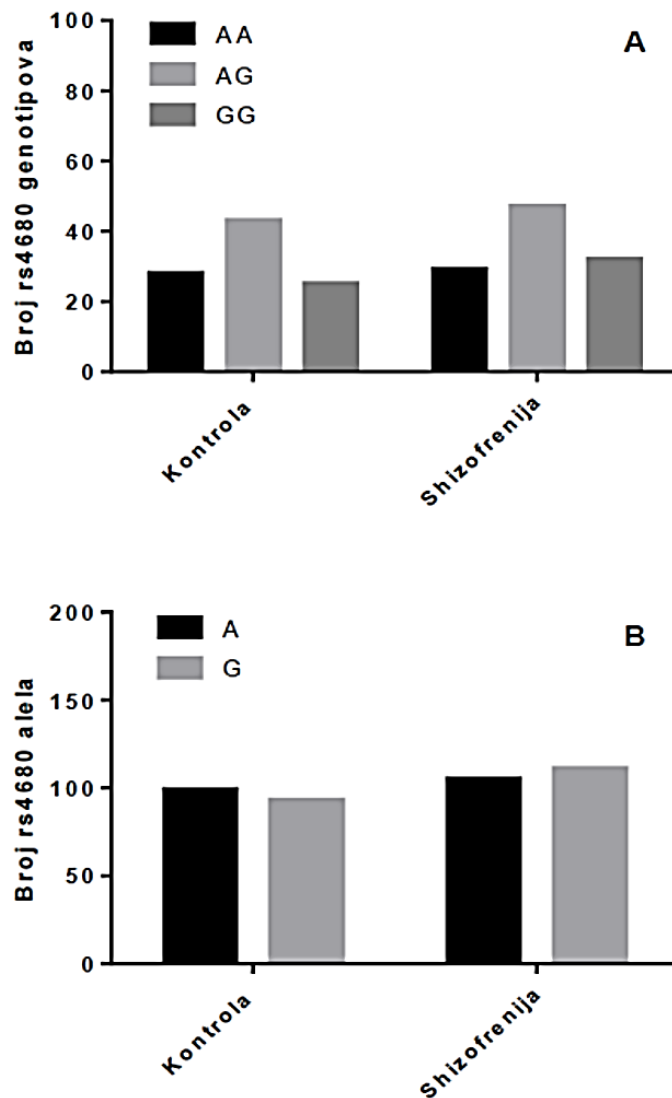 A
AA
AG
GG
Broj rs4680 genotipova
100
80
60
40
20
0
Kontrola
Shizofrenija
B
A
G
Broj rs4680 alela
200
150
100
50
0
Kontrola
Shizofrenija